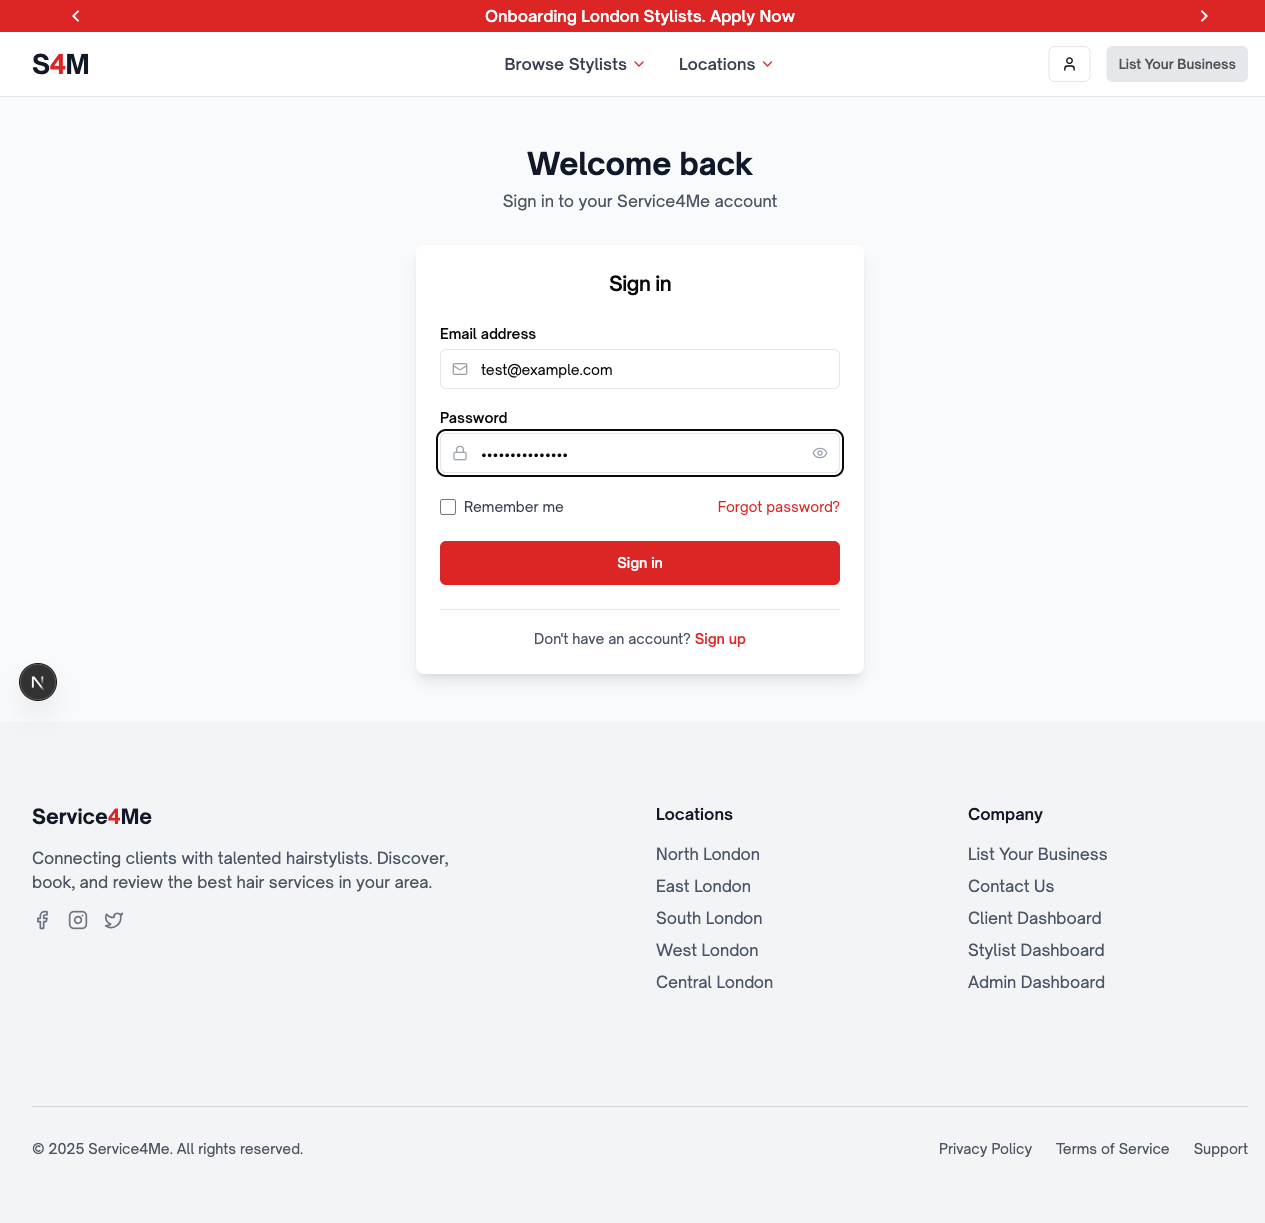 Onboarding London Stylists. Apply Now
S4M
Browse Stylists
Locations
List Your Business
Welcome back
Sign in to your Service4Me account
Sign in
Email address
test@example.com
Password
•••••••••••••••
Remember me
Forgot password?
Sign in
Don't have an account? Sign up
N
Service4Me
Connecting clients with talented hairstylists. Discover,
book, and review the best hair services in your area.
Locations
North London
East London
South London
West London
Central London
Company
List Your Business
Contact Us
Client Dashboard
Stylist Dashboard
Admin Dashboard
© 2025 Service4Me. All rights reserved.
Privacy Policy
Terms of Service
Support